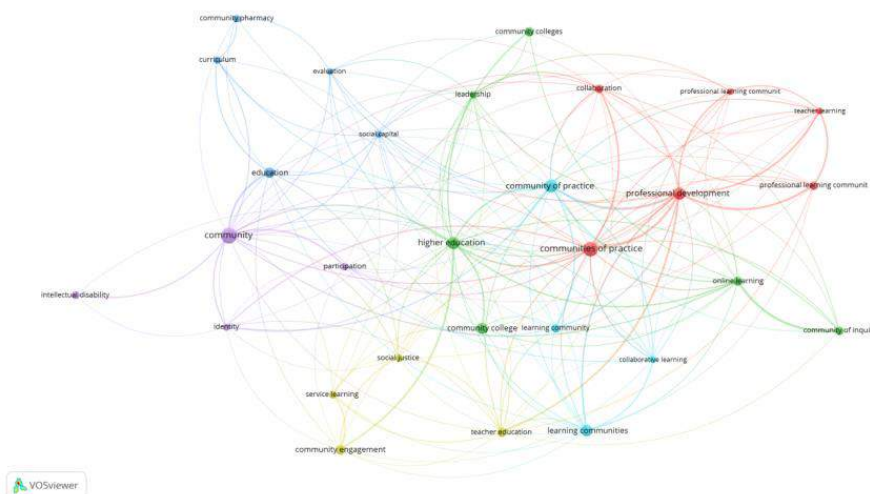 community pharmacy
community colleges
curriculum
evaluation
leadership
collaboration
professional learning communit
teacher learning
social capital
education
community of practice
professional development
professional learning communit
community
higher education
communities of practice
participation
online learning
intellectual disability
identity
community college
learning community
community of inqui
social justice
collaborative learning
service learning
teacher education
learning communities
community engagement
VOSviewer